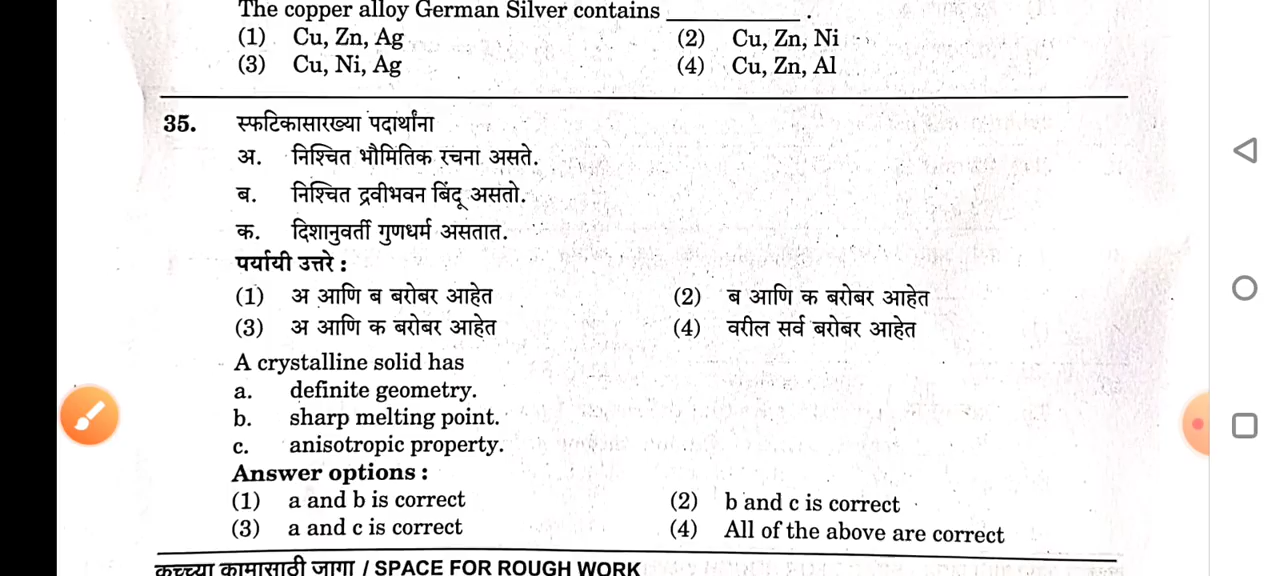 The copper alloy German Silver contains ____________ .
(1) Cu, Zn, Ag (2) Cu, Zn, Ni
(3) Cu, Ni, Ag (4) Cu, Zn, Al
35. स्फटिकासारख्या पदार्थांना
अ. निश्चित भौमितिक रचना असते.
ब. निश्चित द्रवीभवन बिंदू असतो.
क. दिशानुवर्ती गुणधर्म असतात.
पर्यायी उत्तरे :
(1) अ आणि ब बरोबर आहेत (2) ब आणि क बरोबर आहेत
(3) अ आणि क बरोबर आहेत (4) वरील सर्व बरोबर आहेत
A crystalline solid has
a. definite geometry.
b. sharp melting point.
c. anisotropic property.
Answer options :
(1) a and b is correct (2) b and c is correct
(3) a and c is correct (4) All of the above are correct
कच्च्या कामासाठी जागा / SPACE FOR ROUGH WORK